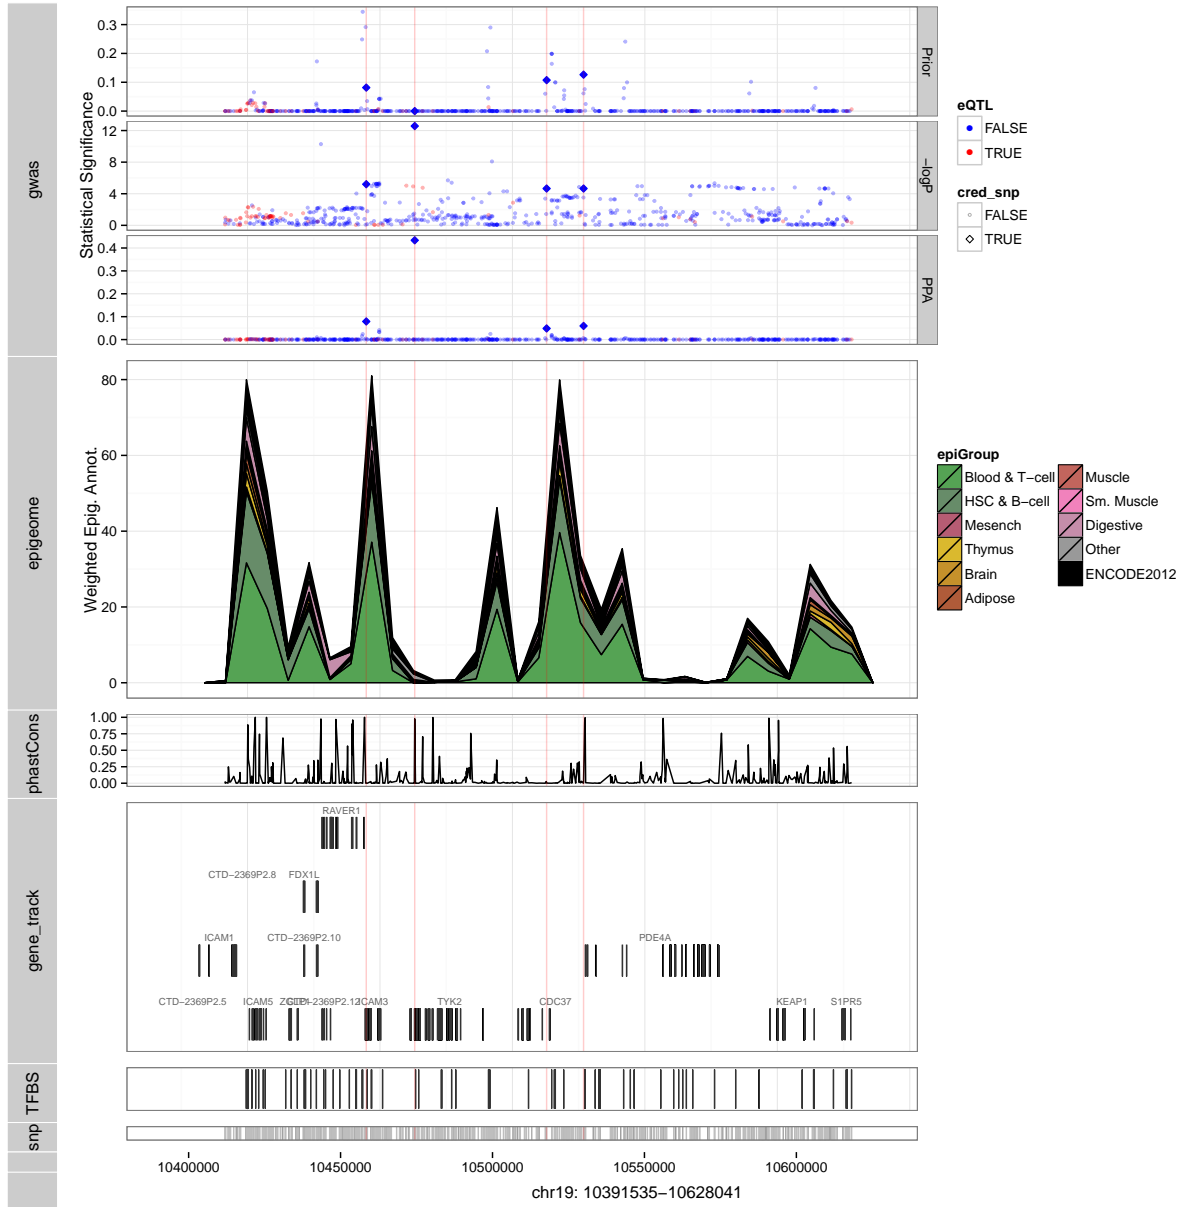 gwas
Statistical Significance
0.3
0.2
0.1
0.0
Prior
12
8
4
0
−logP
0.4
0.3
0.2
0.1
0.0
PPA
eQTL
FALSE
TRUE
cred_snp
FALSE
TRUE
epigeome
Weighted Epig. Annot.
80
60
40
20
0
epiGroup
Blood & T−cell
HSC & B−cell
Mesench
Thymus
Brain
Adipose
Muscle
Sm. Muscle
Digestive
Other
ENCODE2012
phastCons
1.00
0.75
0.50
0.25
0.00
gene_track
RAVER1
CTD−2369P2.8 FDX1L
ICAM1 CTD−2369P2.10 PDE4A
CTD−2369P2.5 ICAM5 CTD−2369P2.12 ICAM3 TYK2 CDC37 KEAP1 S1PR5
TFBS
snp
10400000 10450000 10500000 10550000 10600000
chr19: 10391535−10628041